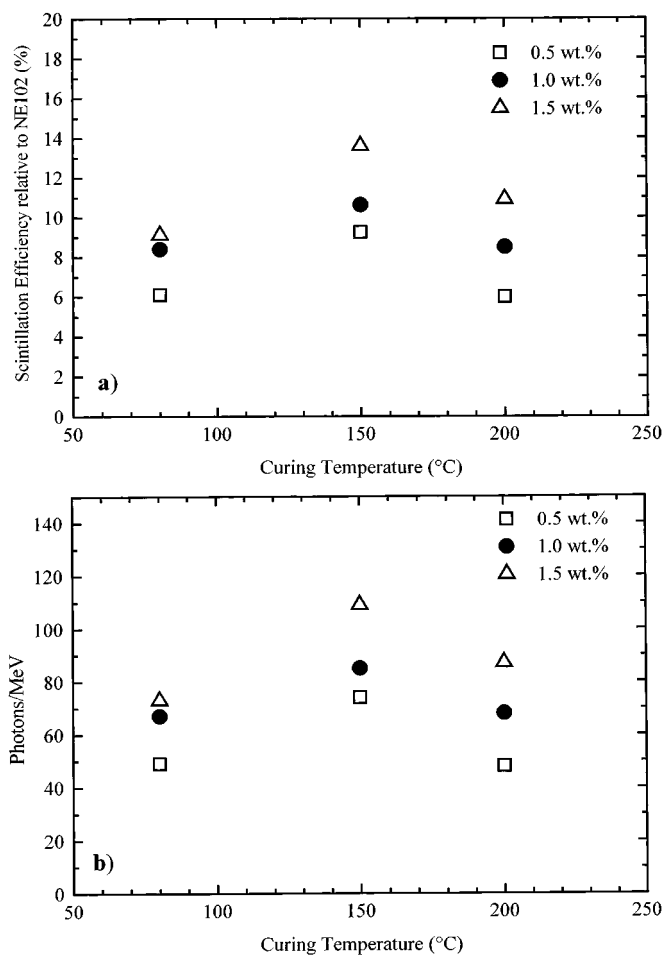 20
18
16
14
12
10
8
6
4
2
0
Scintillation Efficiency relative to NE102 (%)
0.5 wt.%
1.0 wt.%
1.5 wt.%
a)
50
100
150
200
250
Curing Temperature (°C)
140
120
100
80
60
40
20
0
Photons/MeV
0.5 wt.%
1.0 wt.%
1.5 wt.%
b)
50
100
150
200
250
Curing Temperature (°C)